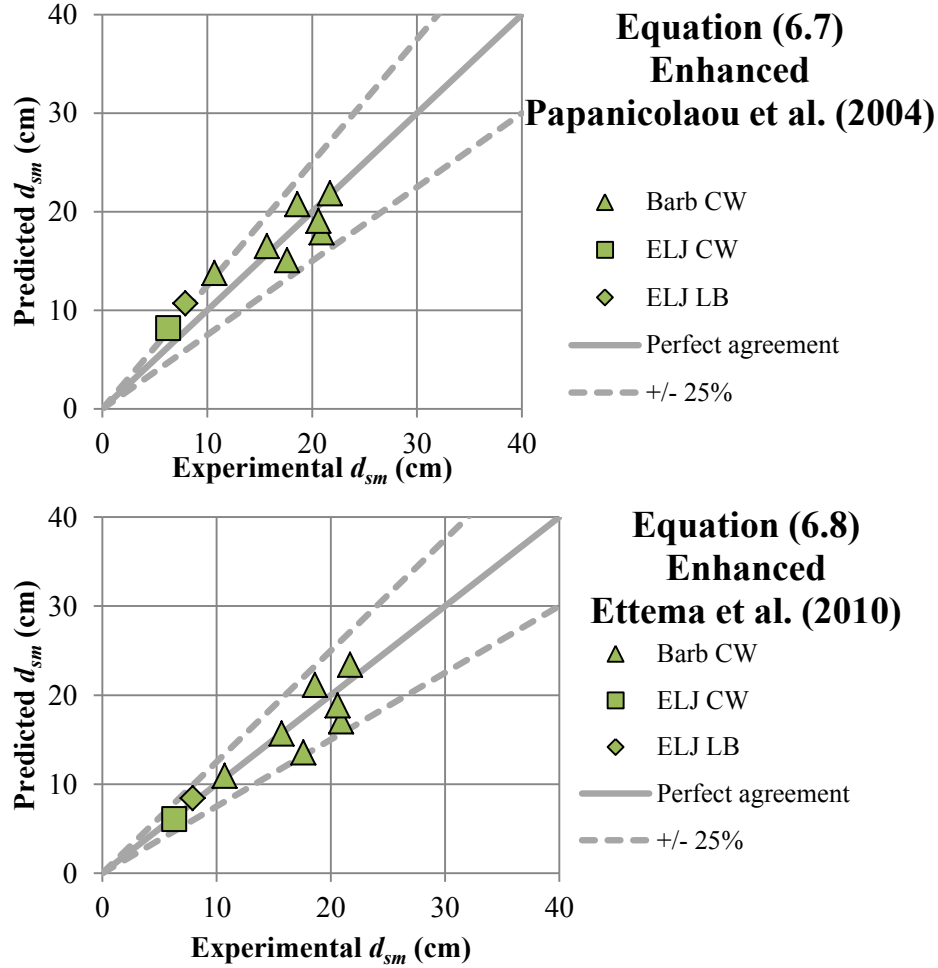 Equation (6.7)
Enhanced
Papanicolaou et al. (2004)
Predicted dsm (cm)
40
30
20
10
0
0 10 20 30 40
Experimental dsm (cm)
Barb CW
ELJ CW
ELJ LB
Perfect agreement
+/- 25%
Equation (6.8)
Enhanced
Ettema et al. (2010)
Predicted dsm (cm)
40
30
20
10
0
0 10 20 30 40
Experimental dsm (cm)
Barb CW
ELJ CW
ELJ LB
Perfect agreement
+/- 25%